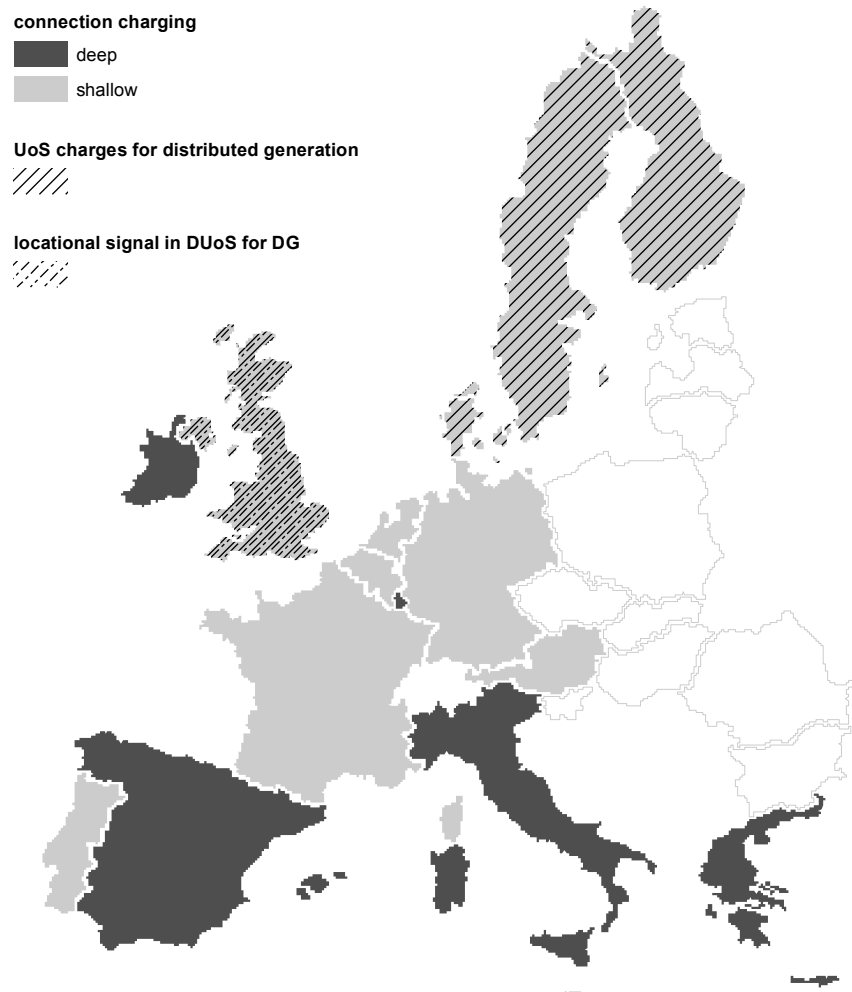 connection charging
deep
shallow
UoS charges for distributed generation
locational signal in DUoS for DG